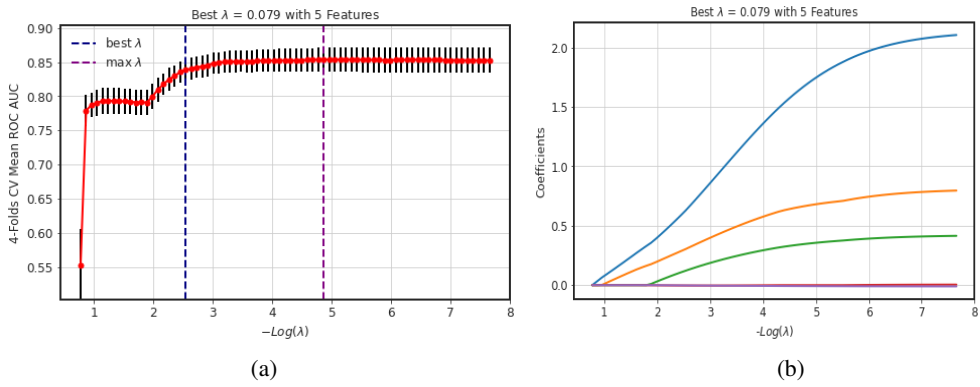 Best λ = 0.079 with 5 Features
4-Folds CV Mean ROC AUC
0.90
0.85
0.80
0.75
0.70
0.65
0.60
0.55
best λ
max λ
1 2 3 4 5 6 7 8
−Log(λ)
(a)
Best λ = 0.079 with 5 Features
Coefficients
2.0
1.5
1.0
0.5
0.0
1 2 3 4 5 6 7 8
-Log(λ)
(b)